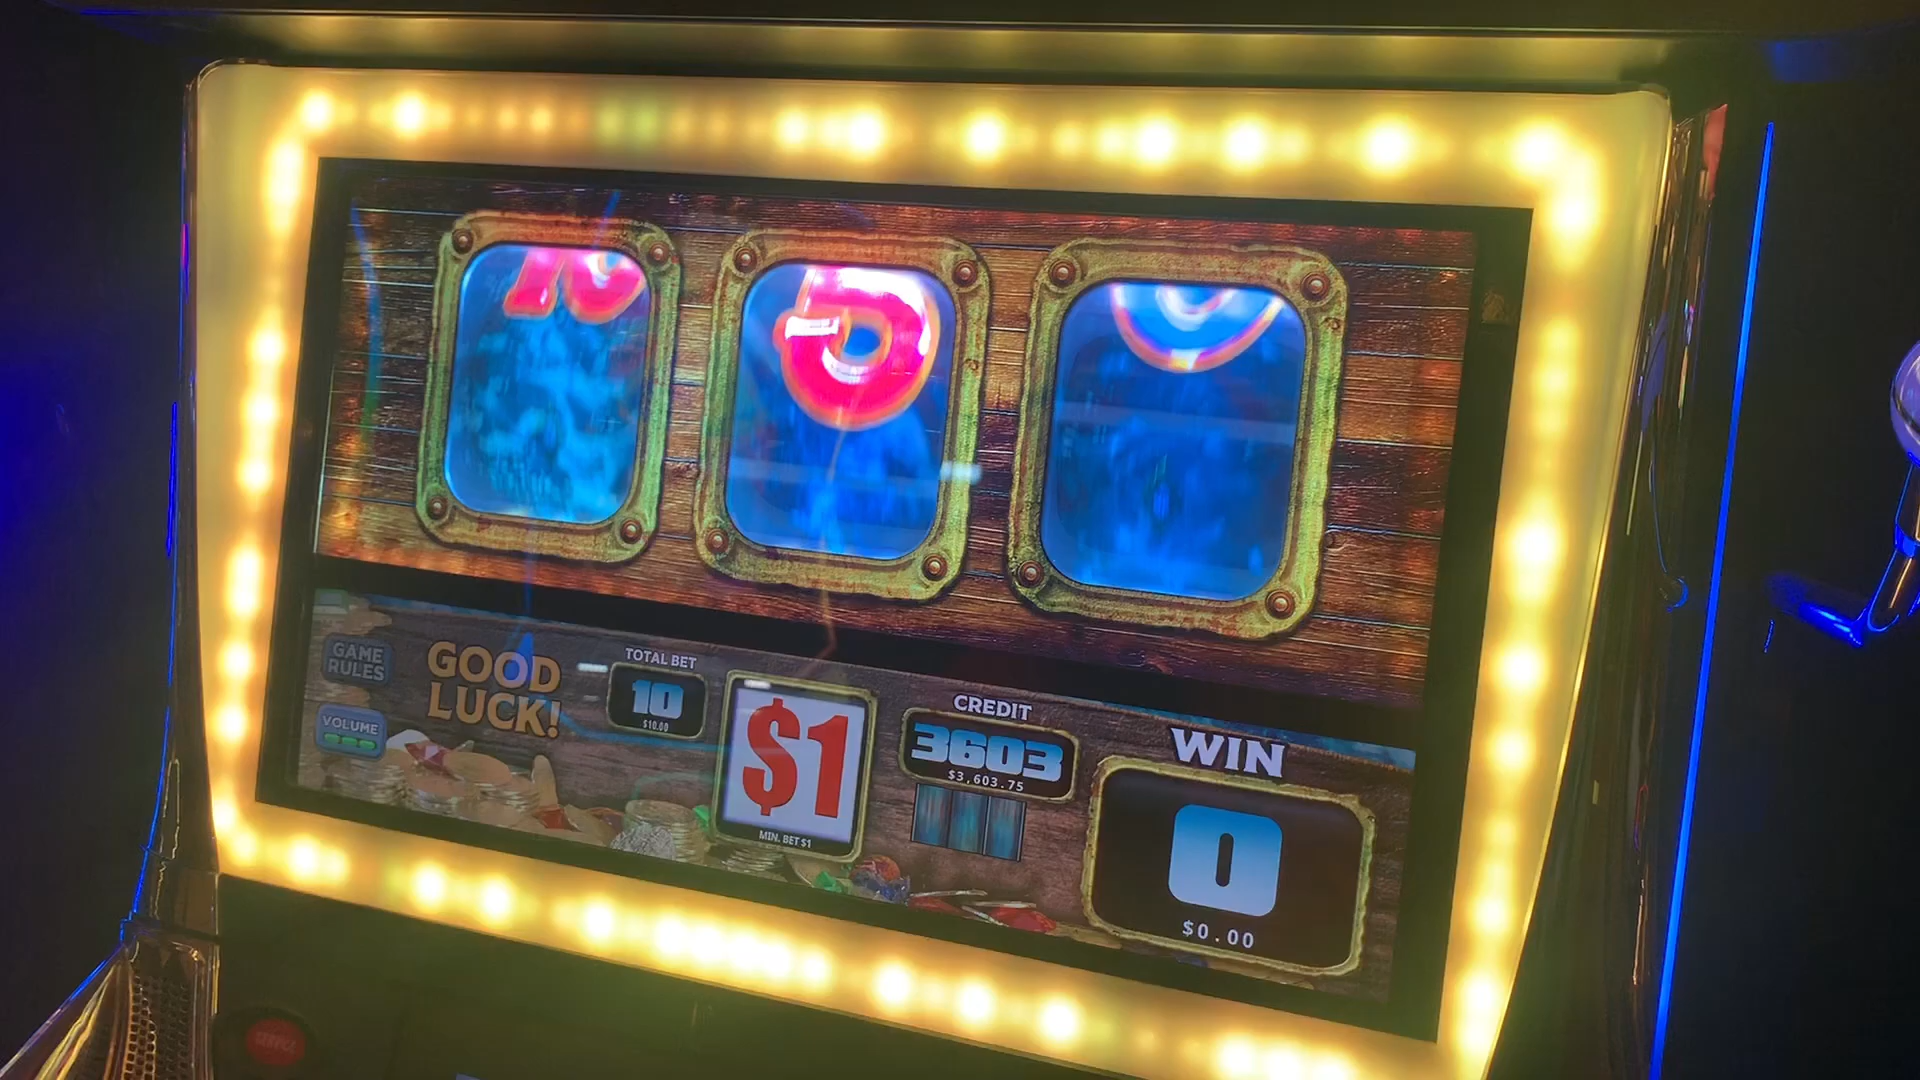 GAME
RULES
VOLUME
GOOD
LUCK!
TOTAL BET
10
$10.00
$1
MIN. BET $1
CREDIT
3603
$3,603.75
WIN
0
$0.00
SERVICE